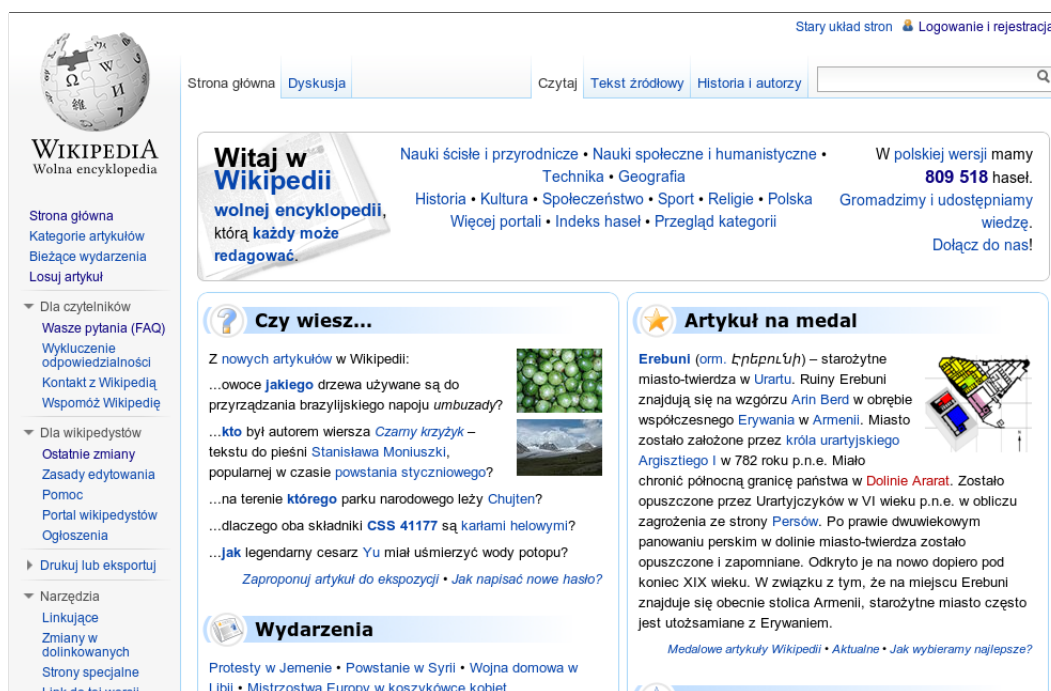 Stary układ stron Logowanie i rejestracja
Strona główna Dyskusja Czytaj Tekst źródłowy Historia i autorzy
WIKIPEDIA
Wolna encyklopedia
Strona główna
Kategorie artykułów
Bieżące wydarzenia
Losuj artykuł
Dla czytelników
Wasze pytania (FAQ)
Wykluczenie
odpowiedzialności
Kontakt z Wikipedią
Wspomóż Wikipedię
Dla wikipedystów
Ostatnie zmiany
Zasady edytowania
Pomoc
Portal wikipedystów
Ogłoszenia
Drukuj lub eksportuj
Narzędzia
Linkujące
Zmiany w
dolinkowanych
Strony specjalne
Link do tej wersji
Witaj w
Wikipedii
wolnej encyklopedii,
którą każdy może
redagować.
Nauki ścisłe i przyrodnicze • Nauki społeczne i humanistyczne •
Technika • Geografia
Historia • Kultura • Społeczeństwo • Sport • Religie • Polska
Więcej portali • Indeks haseł • Przegląd kategorii
W polskiej wersji mamy
809 518 haseł.
Gromadzimy i udostępniamy
wiedzę.
Dołącz do nas!
Czy wiesz...
Z nowych artykułów w Wikipedii:
...owoce jakiego drzewa używane są do
przyrządzania brazylijskiego napoju umbuzady?
...kto był autorem wiersza Czarny krzyżyk –
tekstu do pieśni Stanisława Moniuszki,
popularnej w czasie powstania styczniowego?
...na terenie którego parku narodowego leży Chujten?
...dlaczego oba składniki CSS 41177 są karłami helowymi?
...jak legendarny cesarz Yu miał uśmierzyć wody potopu?
Zaproponuj artykuł do ekspozycji • Jak napisać nowe hasło?
Wydarzenia
Protesty w Jemenie • Powstanie w Syrii • Wojna domowa w
Libii • Mistrzostwa Europy w koszykówce kobiet
Artykuł na medal
Erebuni (orm. Էրեբունի) – starożytne
miasto-twierdza w Urartu. Ruiny Erebuni
znajdują się na wzgórzu Arin Berd w obrębie
współczesnego Erywania w Armenii. Miasto
zostało założone przez króla urartyjskiego
Argisztiego I w 782 roku p.n.e. Miało
chronić północną granicę państwa w Dolinie Ararat. Zostało
opuszczone przez Urartyjczyków w VI wieku p.n.e. w obliczu
zagrożenia ze strony Persów. Po prawie dwuwiekowym
panowaniu perskim w dolinie miasto-twierdza zostało
opuszczone i zapomniane. Odkryto je na nowo dopiero pod
koniec XIX wieku. W związku z tym, że na miejscu Erebuni
znajduje się obecnie stolica Armenii, starożytne miasto często
jest utożsamiane z Erywaniem.
Medalowe artykuły Wikipedii • Aktualne • Jak wybieramy najlepsze?